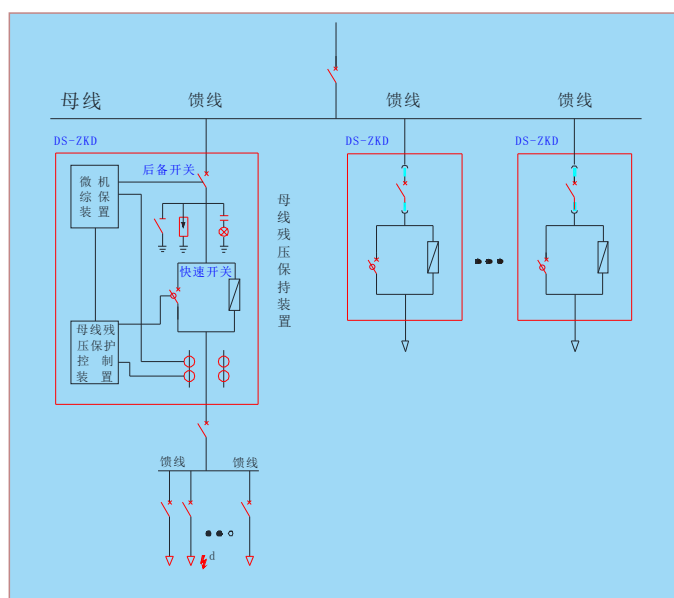 母线
馈线
馈线
馈线
DS-ZKD
DS-ZKD
DS-ZKD
后备开关
微机
综保
装置
母线残压保持装置
快速开关
母线残
压保护
控制
装置
馈线
馈线
d